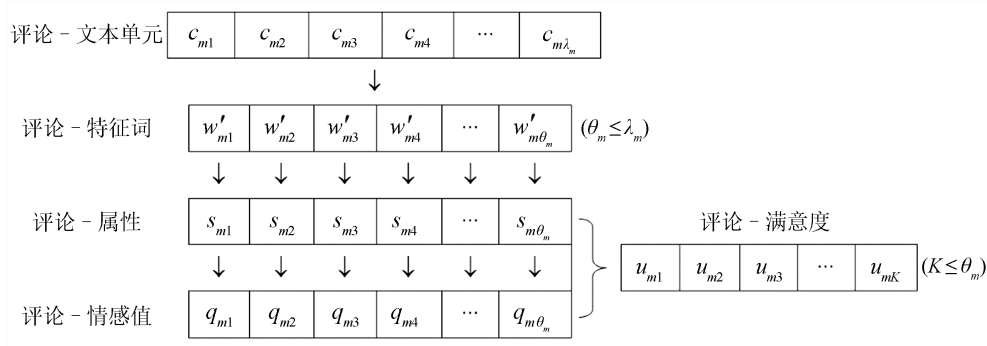 评论–文本单元 c_{m1} c_{m2} c_{m3} c_{m4} … c_{mλ_m}
↓
评论–特征词 w′_{m1} w′_{m2} w′_{m3} w′_{m4} … w′_{mθ_m} (θ_m≤λ_m)
↓ ↓ ↓ ↓ ↓ ↓
评论–属性 s_{m1} s_{m2} s_{m3} s_{m4} … s_{mθ_m}
↓ ↓ ↓ ↓ ↓ ↓
评论–情感值 q_{m1} q_{m2} q_{m3} q_{m4} … q_{mθ_m}
评论–满意度
u_{m1} u_{m2} u_{m3} … u_{mK} (K≤θ_m)